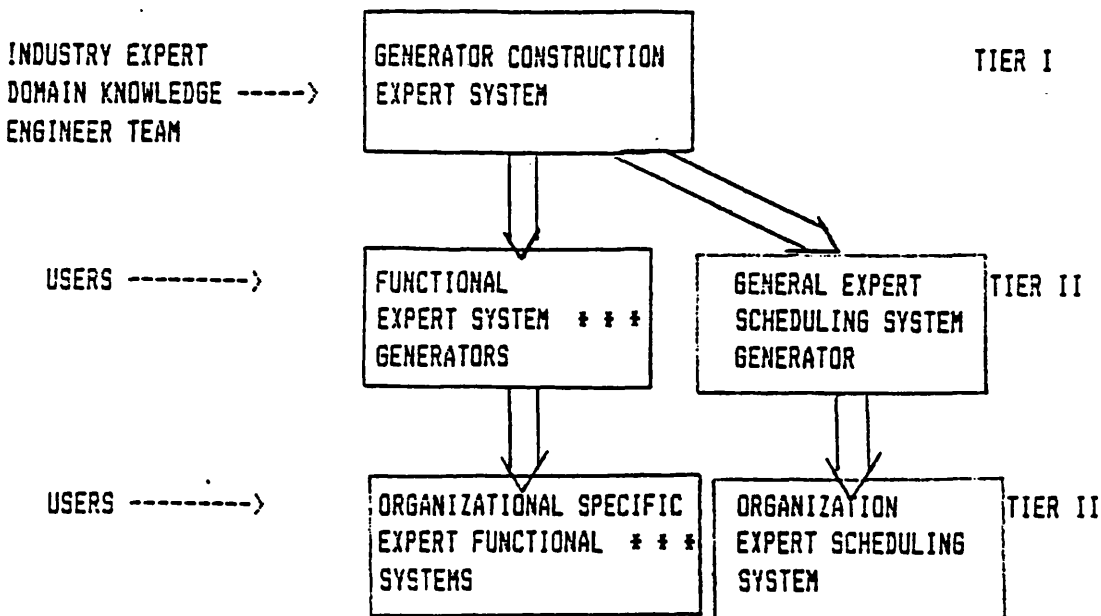 INDUSTRY EXPERT
DOMAIN KNOWLEDGE ----->
ENGINEER TEAM
GENERATOR CONSTRUCTION
EXPERT SYSTEM
TIER I
USERS --------->
FUNCTIONAL
EXPERT SYSTEM * * *
GENERATORS
GENERAL EXPERT
SCHEDULING SYSTEM
GENERATOR
TIER II
USERS --------->
ORGANIZATIONAL SPECIFIC
EXPERT FUNCTIONAL * * *
SYSTEMS
ORGANIZATION
EXPERT SCHEDULING
SYSTEM
TIER II